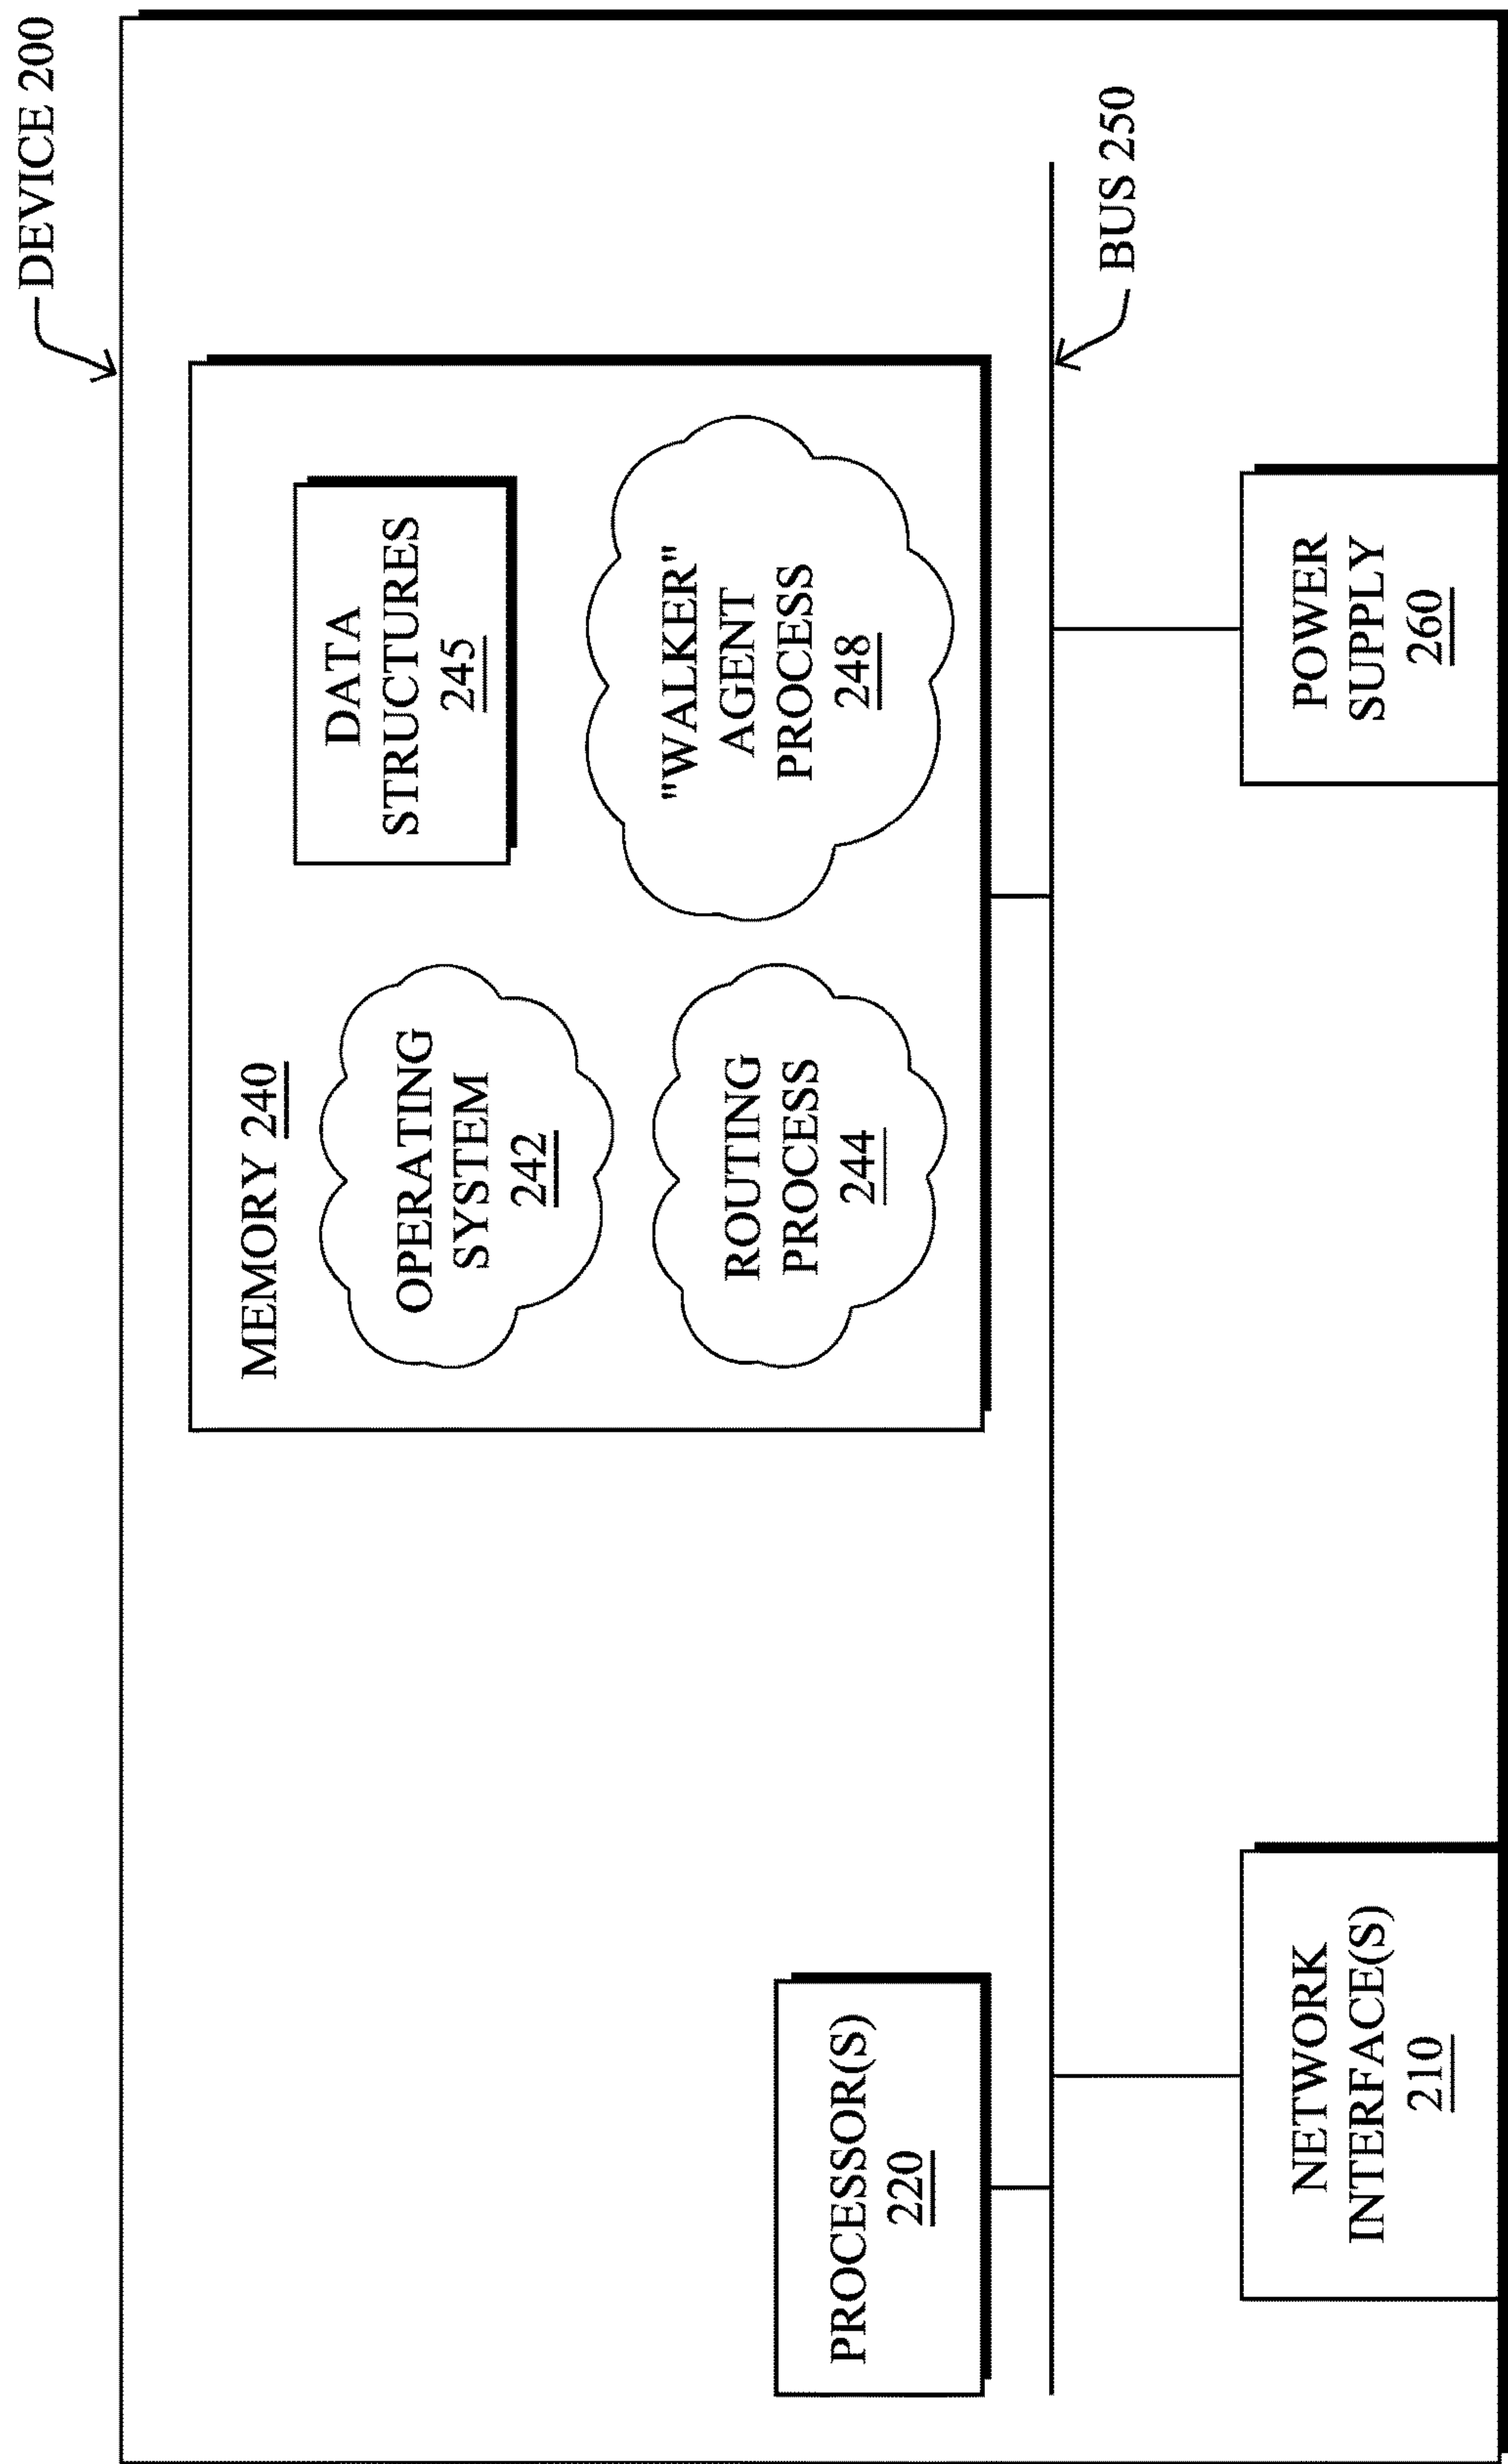 DEVICE 200
MEMORY 240
OPERATING
SYSTEM
242
DATA
STRUCTURES
245
ROUTING
PROCESS
244
"WALKER"
AGENT
PROCESS
248
PROCESSOR(S)
220
BUS 250
NETWORK
INTERFACE(S)
210
POWER
SUPPLY
260